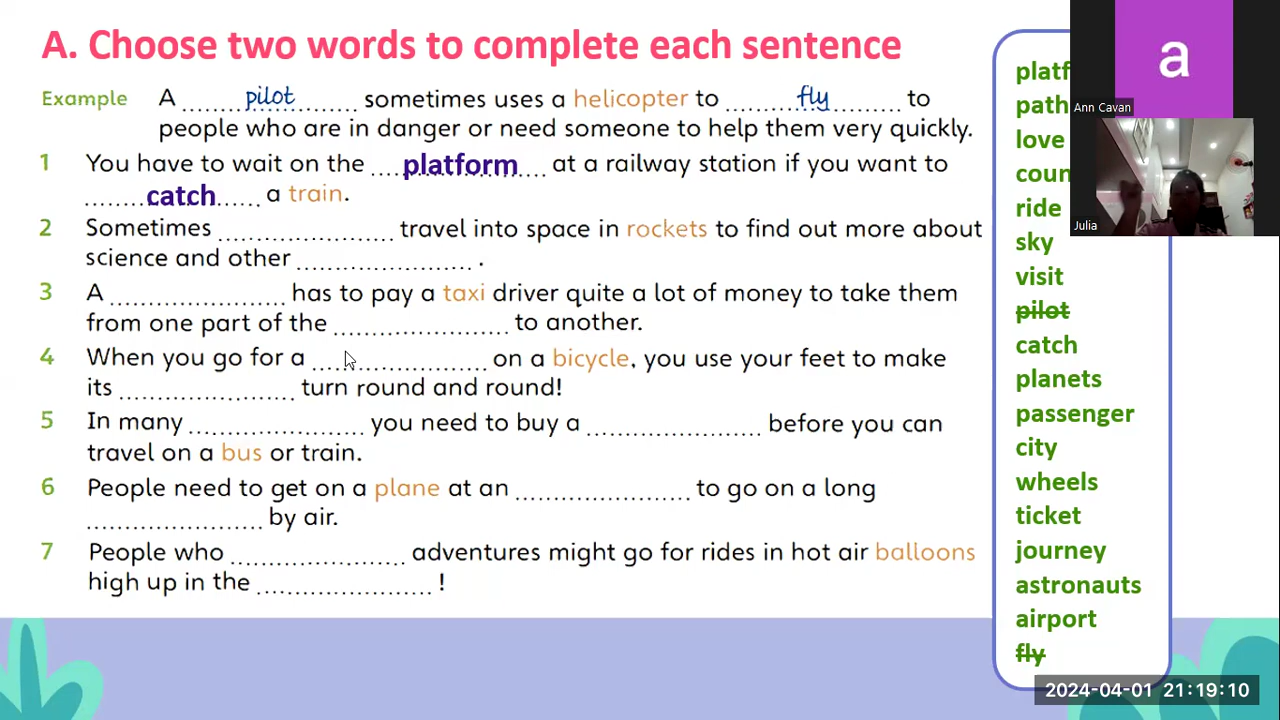 A. Choose two words to complete each sentence
Example A pilot sometimes uses a helicopter to fly to
people who are in danger or need someone to help them very quickly.
1 You have to wait on the platform at a railway station if you want to
catch a train.
2 Sometimes travel into space in rockets to find out more about
science and other .
3 A has to pay a taxi driver quite a lot of money to take them
from one part of the to another.
4 When you go for a on a bicycle, you use your feet to make
its turn round and round!
5 In many you need to buy a before you can
travel on a bus or train.
6 People need to get on a plane at an to go on a long
by air.
7 People who adventures might go for rides in hot air balloons
high up in the !
platf
path
love
coun
ride
sky
visit
pilot
catch
planets
passenger
city
wheels
ticket
journey
astronauts
airport
fly
a
Ann Cavan
Julia
2024-04-01 21:19:10